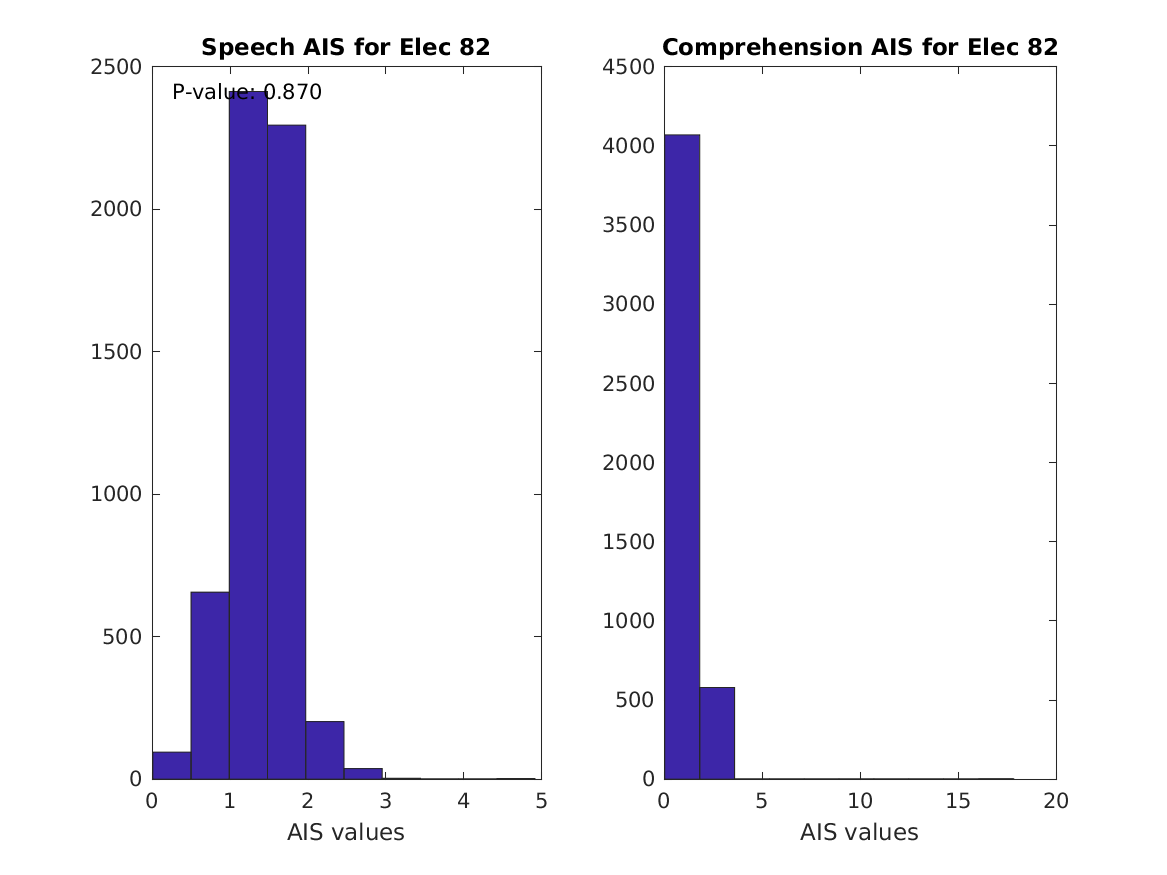 Speech AIS for Elec 82
P-value: 0.870
2500
2000
1500
1000
500
0
0 1 2 3 4 5
AIS values
Comprehension AIS for Elec 82
4500
4000
3500
3000
2500
2000
1500
1000
500
0
0 5 10 15 20
AIS values